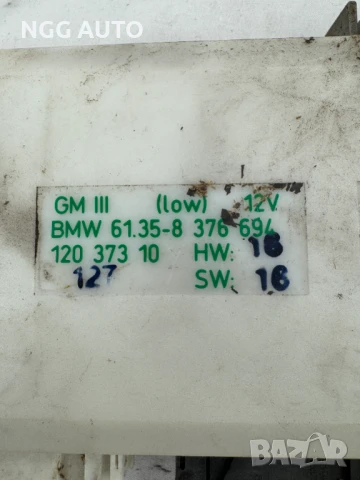 NGG AUTO
GM III (low) 12V
BMW 61.35-8 376 694
120 373 10 HW: 16
127 SW: 16
BAZAR
bg